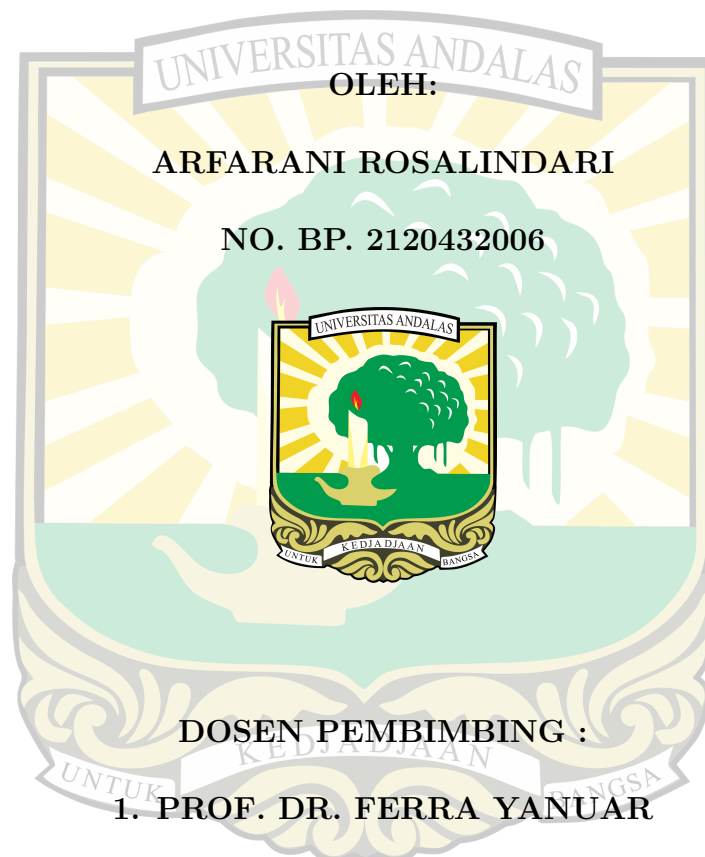 UNIVERSITAS ANDALAS
OLEH:
ARFARANI ROSALINDARI
NO. BP. 2120432006
UNIVERSITAS ANDALAS
UNTUK KEDJADJAAN BANGSA
DOSEN PEMBIMBING :
UNTUK KEDJADJAAN BANGSA
1. PROF. DR. FERRA YANUAR